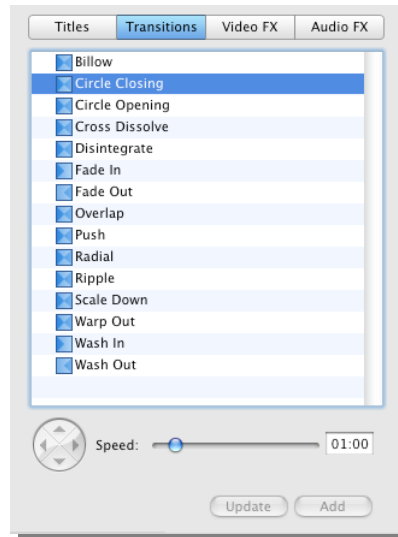 Titles Transitions Video FX Audio FX
Billow
Circle Closing
Circle Opening
Cross Dissolve
Disintegrate
Fade In
Fade Out
Overlap
Push
Radial
Ripple
Scale Down
Warp Out
Wash In
Wash Out
Speed: 01:00
Update Add